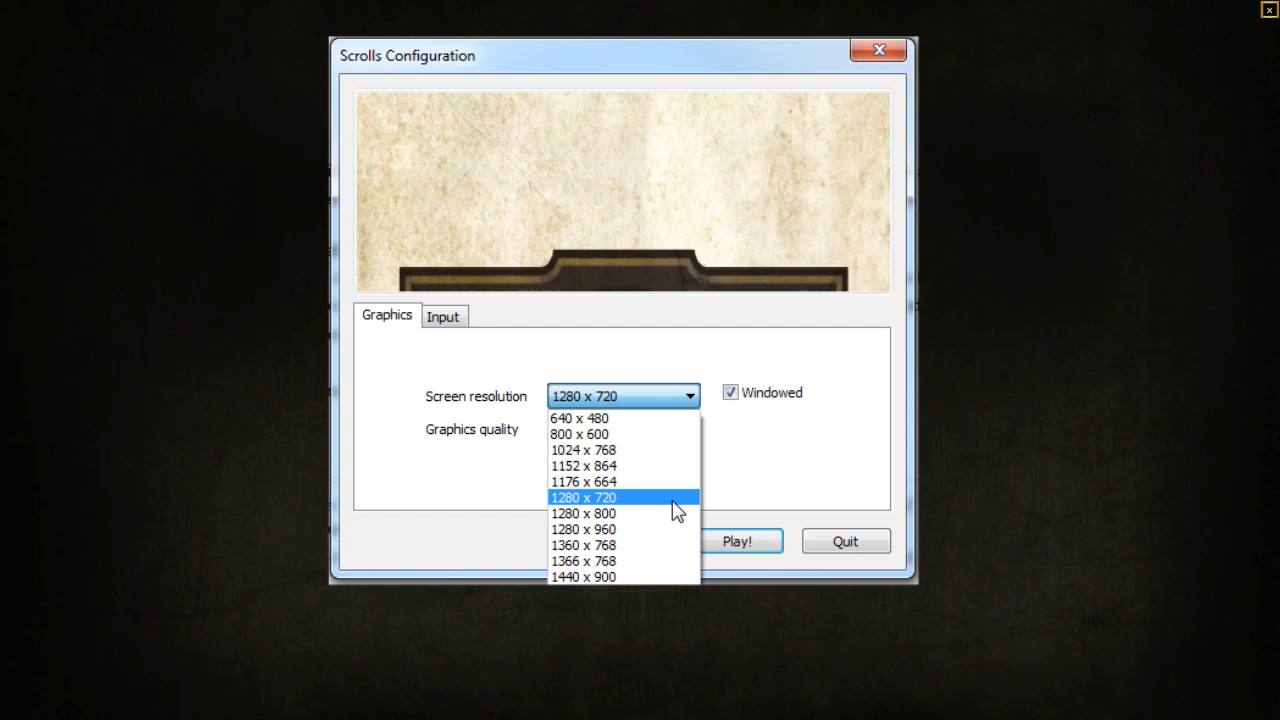 Scrolls Configuration
Graphics
Input
Screen resolution
1280 x 720
Windowed
Graphics quality
640 x 480
800 x 600
1024 x 768
1152 x 864
1176 x 664
1280 x 720
1280 x 800
1280 x 960
1360 x 768
1366 x 768
1440 x 900
Play!
Quit